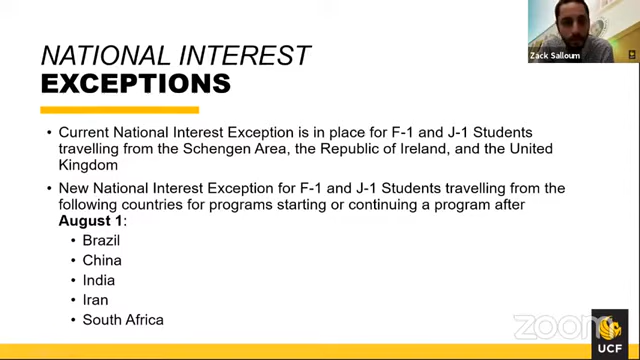 NATIONAL INTEREST
EXCEPTIONS
Zack Salloum
• Current National Interest Exception is in place for F-1 and J-1 Students
travelling from the Schengen Area, the Republic of Ireland, and the United
Kingdom
• New National Interest Exception for F-1 and J-1 Students travelling from the
following countries for programs starting or continuing a program after
August 1:
• Brazil
• China
• India
• Iran
• South Africa
zoom
UCF